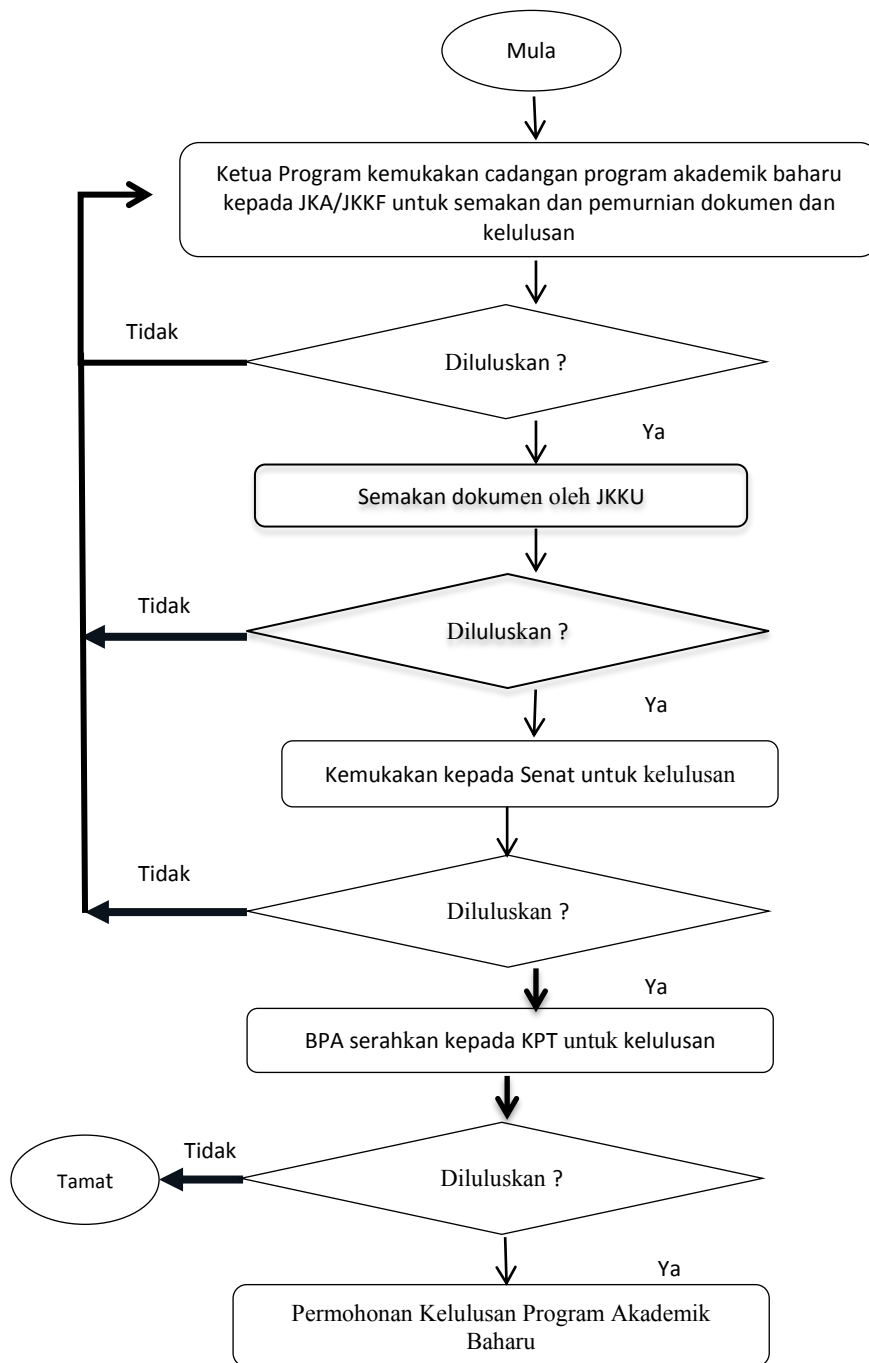 Mula
Ketua Program kemukakan cadangan program akademik baharu
kepada JKA/JKKF untuk semakan dan pemurnian dokumen dan
kelulusan
Tidak
Diluluskan ?
Ya
Semakan dokumen oleh JKKU
Tidak
Diluluskan ?
Ya
Kemukakan kepada Senat untuk kelulusan
Tidak
Diluluskan ?
Ya
BPA serahkan kepada KPT untuk kelulusan
Tidak
Tamat
Diluluskan ?
Ya
Permohonan Kelulusan Program Akademik
Baharu